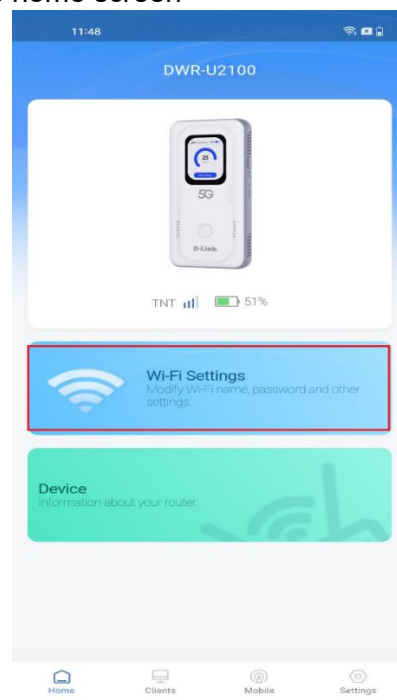 home screen
11:48
DWR-U2100
25
5G
D-Link
TNT 51%
Wi-Fi Settings
Modify Wi-Fi name, password and other
settings.
Device
Information about your router.
Home Clients Mobile Settings